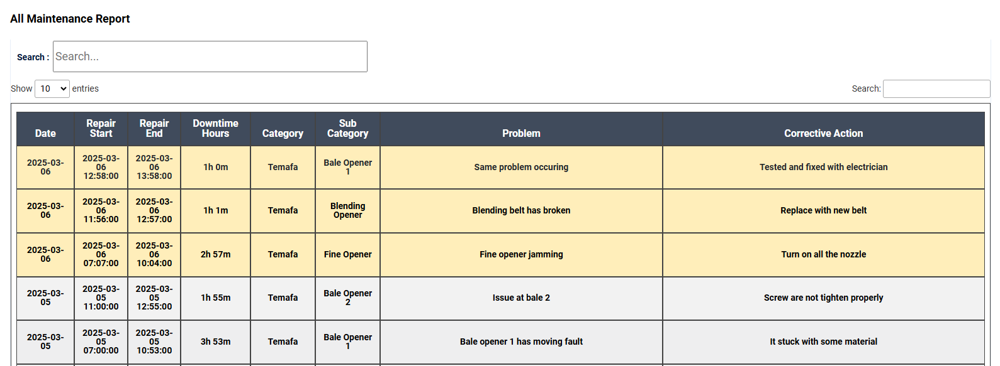 All Maintenance Report
Search : Search...
Show 10 entries Search:
Date Repair Start Repair End Downtime Hours Category Sub Category Problem Corrective Action
2025-03-06 2025-03-06 12:58:00 2025-03-06 13:58:00 1h 0m Temafa Bale Opener 1 Same problem occuring Tested and fixed with electrician
2025-03-06 2025-03-06 11:56:00 2025-03-06 12:57:00 1h 1m Temafa Blending Opener Blending belt has broken Replace with new belt
2025-03-06 2025-03-06 07:07:00 2025-03-06 10:04:00 2h 57m Temafa Fine Opener Fine opener jamming Turn on all the nozzle
2025-03-05 2025-03-05 11:00:00 2025-03-05 12:55:00 1h 55m Temafa Bale Opener 2 Issue at bale 2 Screw are not tighten properly
2025-03-05 2025-03-05 07:00:00 2025-03-05 10:53:00 3h 53m Temafa Bale Opener 1 Bale opener 1 has moving fault It stuck with some material